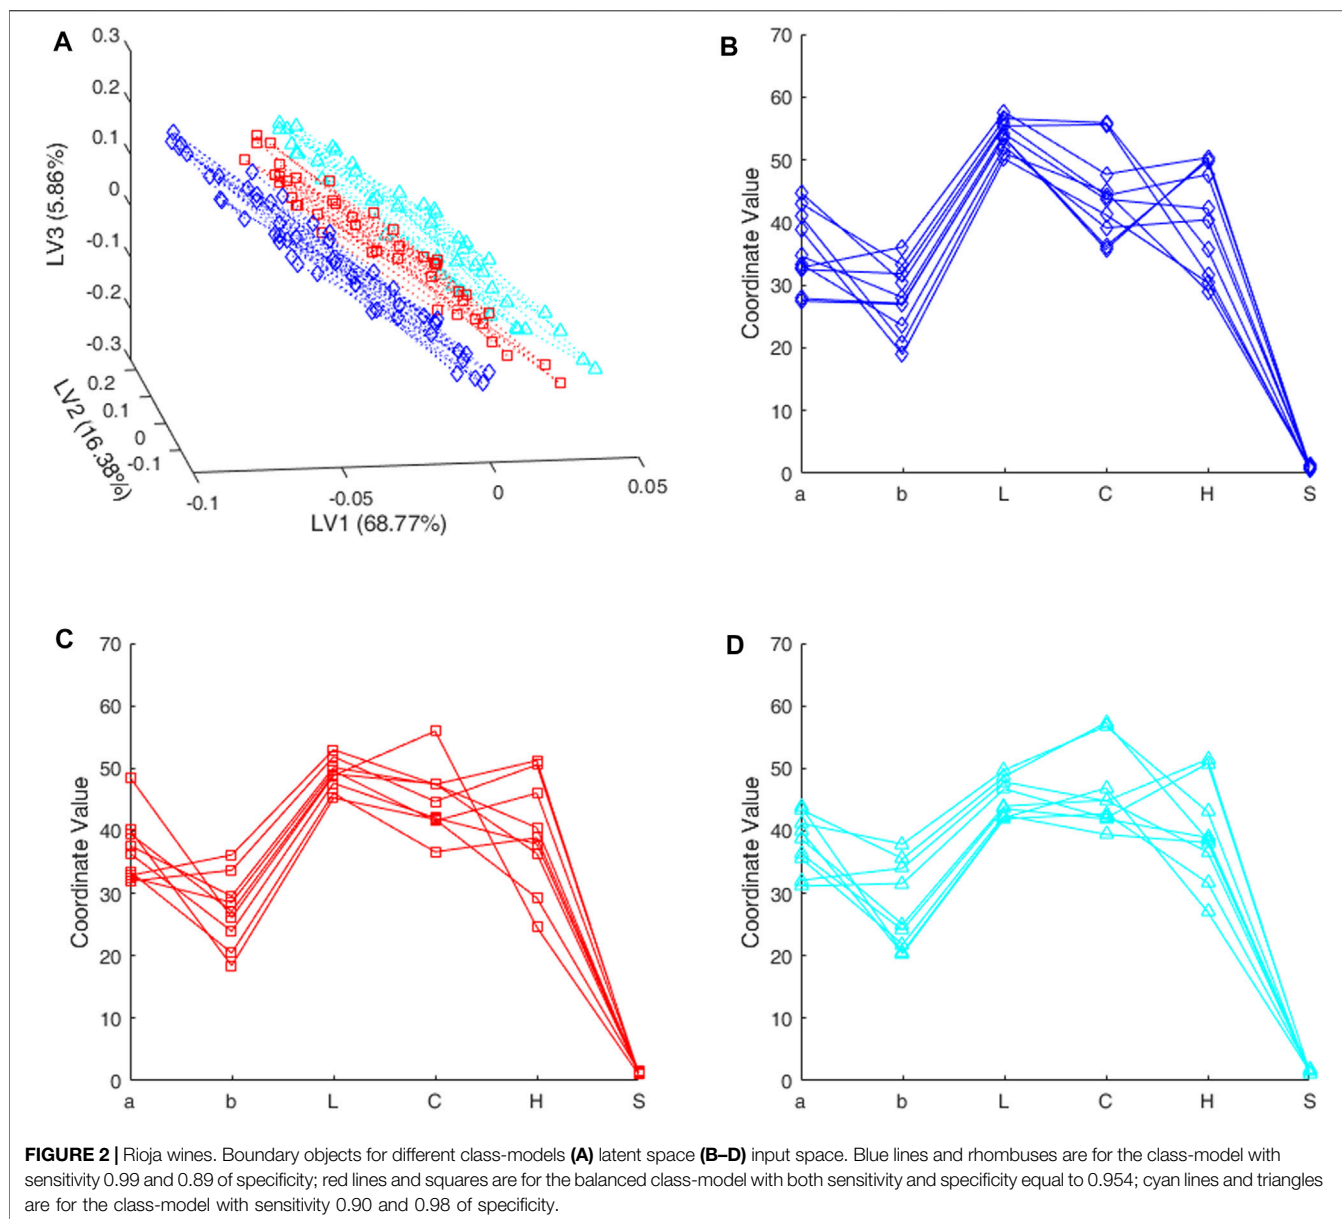 A
0.3
0.2
0.1
0
-0.1
-0.2
-0.3
LV3 (5.86%)
0.2
0.1
0
-0.1
LV2 (16.38%)
-0.1
-0.05
0
0.05
LV1 (68.77%)
B
70
60
50
40
30
20
10
0
Coordinate Value
a b L C H S
C
70
60
50
40
30
20
10
0
Coordinate Value
a b L C H S
D
70
60
50
40
30
20
10
0
Coordinate Value
a b L C H S
FIGURE 2 | Rioja wines. Boundary objects for different class-models (A) latent space (B–D) input space. Blue lines and rhombuses are for the class-model with
sensitivity 0.99 and 0.89 of specificity; red lines and squares are for the balanced class-model with both sensitivity and specificity equal to 0.954; cyan lines and triangles
are for the class-model with sensitivity 0.90 and 0.98 of specificity.